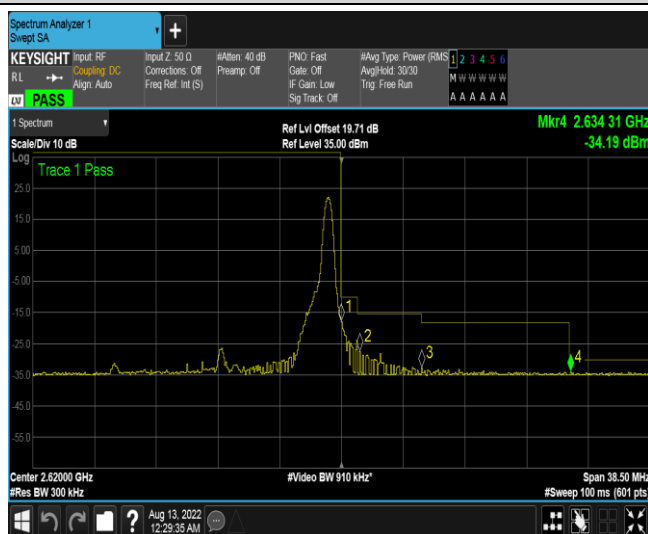 Spectrum Analyzer 1
Swept SA
+
KEYSIGHT
RL
Align: Auto
Input: RF
Coupling: DC
LXI PASS
Input Z: 50 Ω
Corrections: Off
Freq Ref: Int (S)
#Atten: 40 dB
Preamp: Off
PNO: Fast
Gate: Off
IF Gain: Low
Sig Track: Off
#Avg Type: Power (RMS
Avg|Hold: 30/30
Trig: Free Run
1 2 3 4 5 6
M W W W W W
A A A A A A
1 Spectrum
Scale/Div 10 dB
Ref Lvl Offset 19.71 dB
Ref Level 35.00 dBm
Mkr4 2.634 31 GHz
-34.19 dBm
Log
Trace 1 Pass
25.0
15.0
5.00
-5.00
-15.0
-25.0
-35.0
-45.0
-55.0
1
2
3
4
Center 2.62000 GHz
#Res BW 300 kHz
#Video BW 910 kHz*
Span 38.50 MHz
#Sweep 100 ms (601 pts)
?
Aug 13, 2022
12:29:35 AM